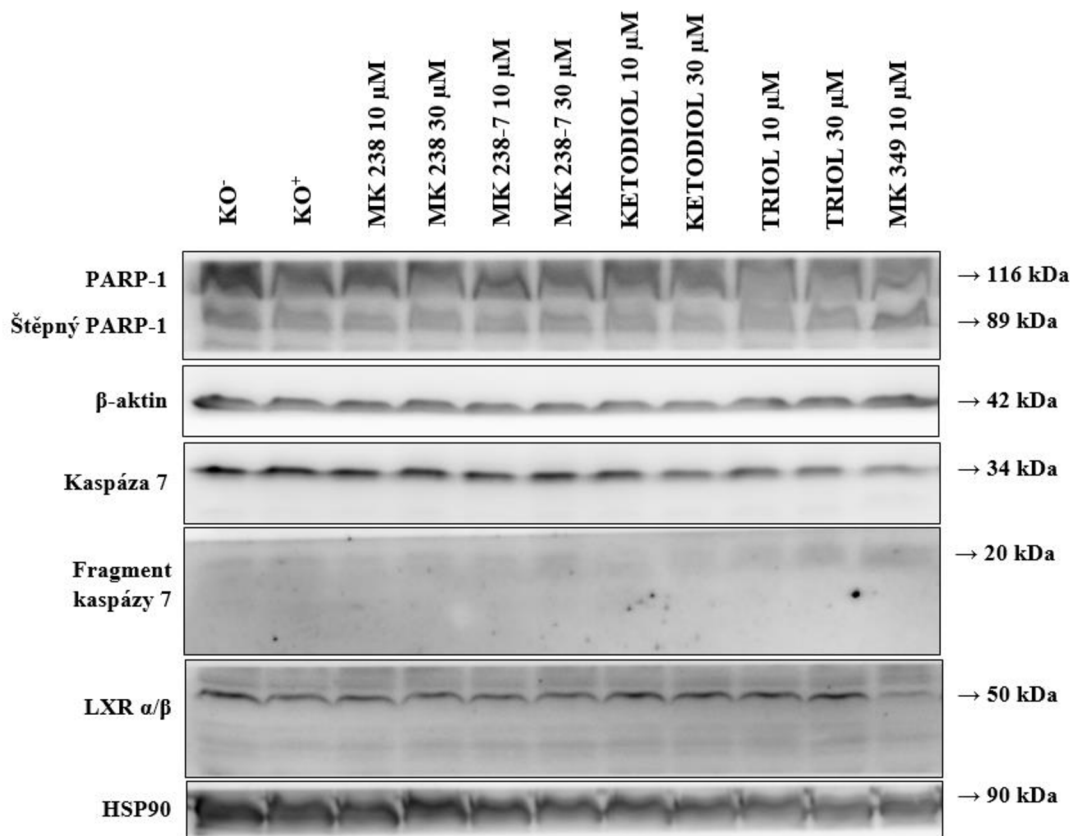 KO⁻
KO⁺
MK 238 10 µM
MK 238 30 µM
MK 238-7 10 µM
MK 238-7 30 µM
KETODIOL 10 µM
KETODIOL 30 µM
TRIOL 10 µM
TRIOL 30 µM
MK 349 10 µM
PARP-1
→ 116 kDa
Štěpný PARP-1
→ 89 kDa
β-aktin
→ 42 kDa
Kaspáza 7
→ 34 kDa
Fragment
kaspázy 7
→ 20 kDa
LXR α/β
→ 50 kDa
HSP90
→ 90 kDa